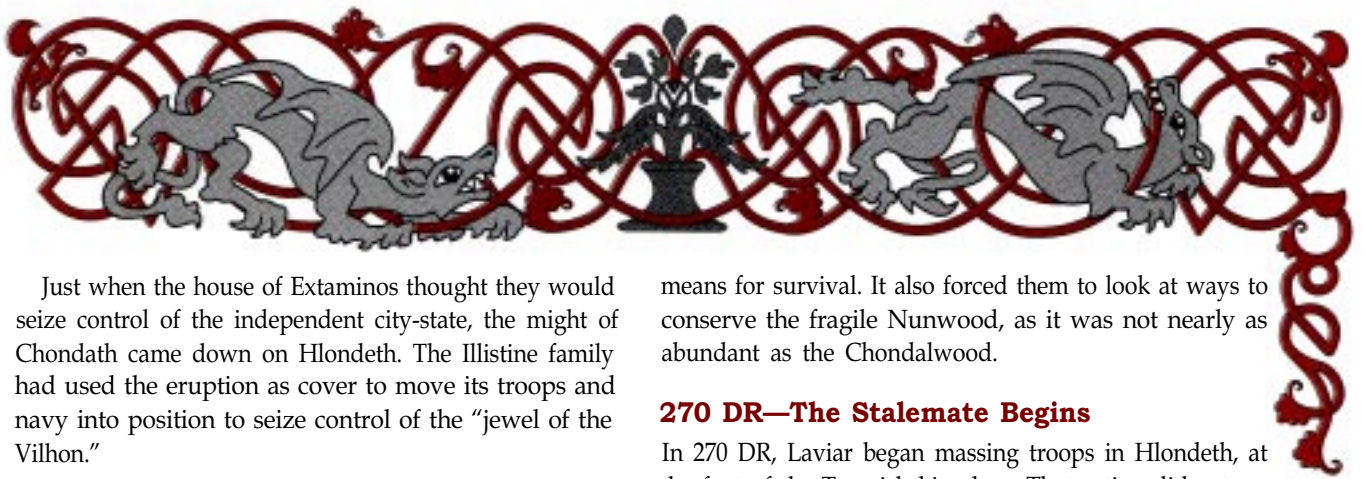 Just when the house of Extaminos thought they would
seize control of the independent city-state, the might of
Chondath came down on Hlondeth. The Illistine family
had used the eruption as cover to move its troops and
navy into position to seize control of the “jewel of the
Vilhon.”
means for survival. It also forced them to look at ways to
conserve the fragile Nunwood, as it was not nearly as
abundant as the Chondalwood.
270 DR—The Stalemate Begins
In 270 DR, Laviar began massing troops in Hlondeth, at